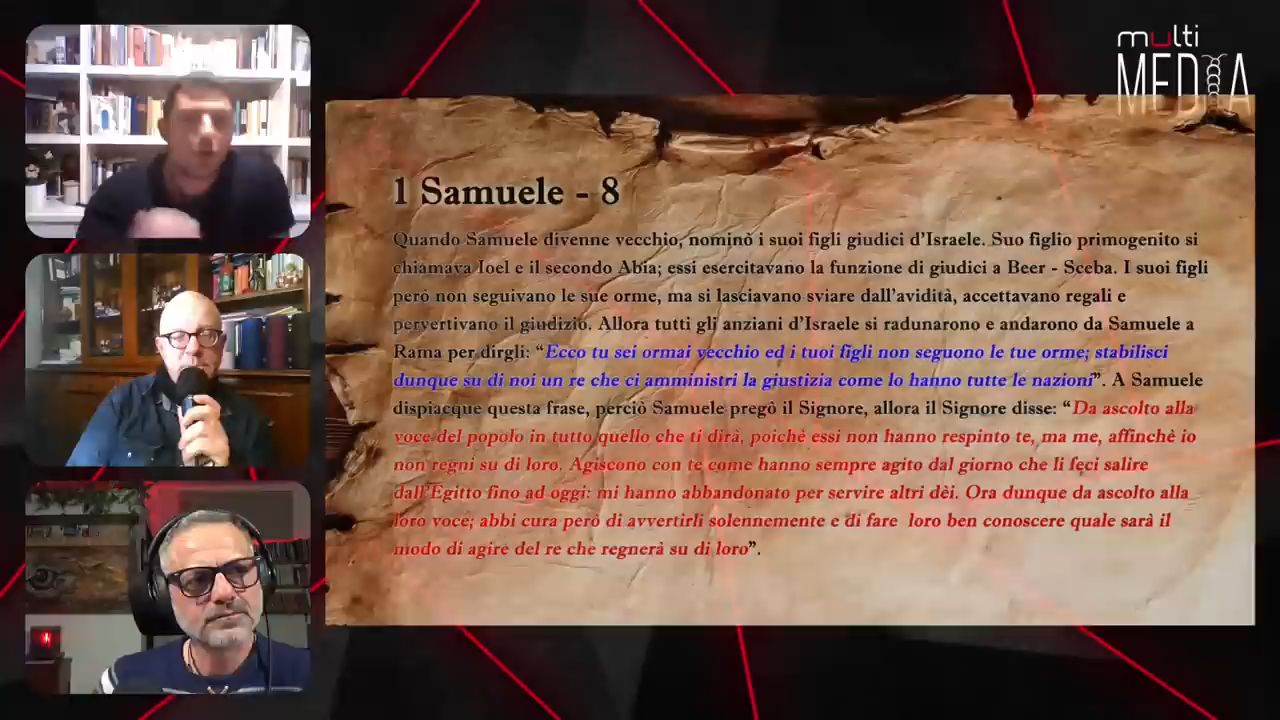 multi
MEDIA
1 Samuele - 8
Quando Samuele divenne vecchio, nominò i suoi figli giudici d'Israele. Suo figlio primogenito si
chiamava Ioel e il secondo Abia; essi esercitavano la funzione di giudici a Beer - Sceba. I suoi figli
però non seguivano le sue orme, ma si lasciavano sviare dall'avidità, accettavano regali e
pervertivano il giudizio. Allora tutti gli anziani d'Israele si radunarono e andarono da Samuele a
Rama per dirgli: “Ecco tu sei ormai vecchio ed i tuoi figli non seguono le tue orme; stabilisci
dunque su di noi un re che ci amministri la giustizia come lo hanno tutte le nazioni”. A Samuele
dispiacque questa frase, perciò Samuele pregò il Signore, allora il Signore disse: “Da ascolto alla
voce del popolo in tutto quello che ti dirà, poichè essi non hanno respinto te, ma me, affinchè io
non regni su di loro. Agiscono con te come hanno sempre agito dal giorno che li feci salire
dall'Egitto fino ad oggi: mi hanno abbandonato per servire altri dèi. Ora dunque da ascolto alla
loro voce; abbi cura però di avvertirli solennemente e di fare loro ben conoscere quale sarà il
modo di agire del re che regnerà su di loro”.